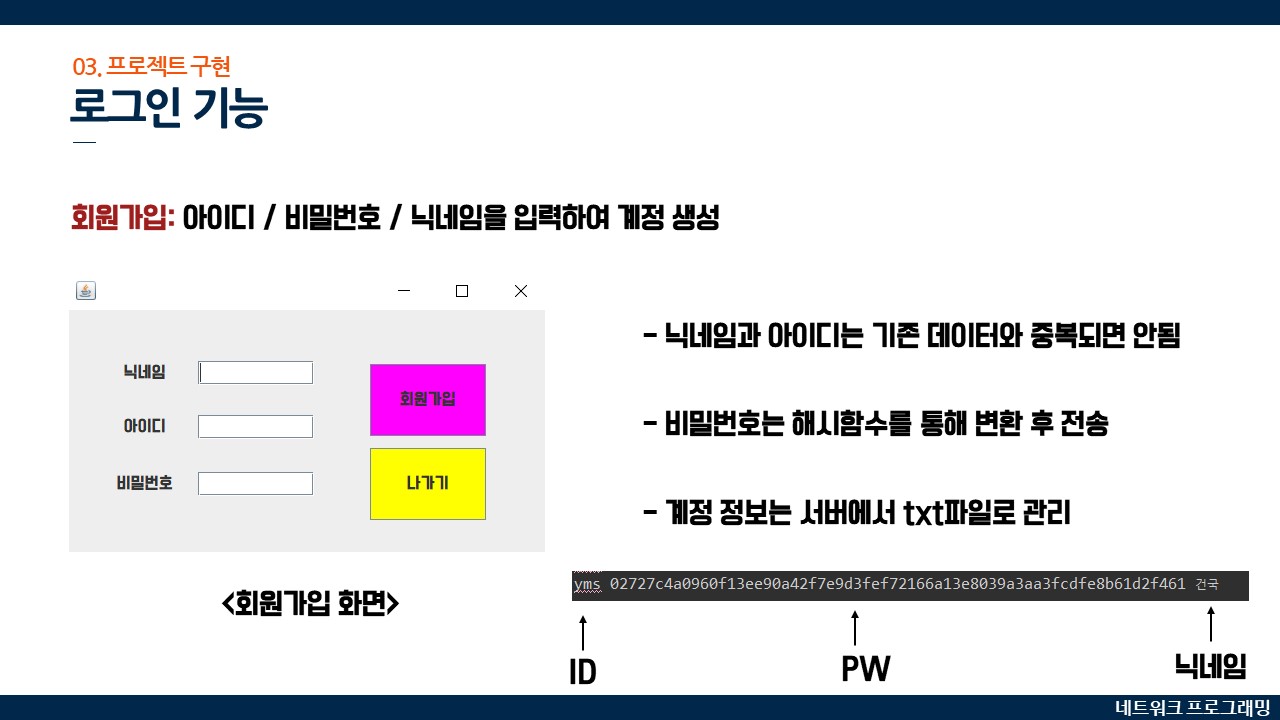 03. 프로젝트 구현
로그인 기능
회원가입: 아이디 / 비밀번호 / 닉네임을 입력하여 계정 생성
닉네임
아이디
비밀번호
회원가입
나가기
<회원가입 화면>
- 닉네임과 아이디는 기존 데이터와 중복되면 안됨
- 비밀번호는 해시함수를 통해 변환 후 전송
- 계정 정보는 서버에서 txt파일로 관리
yms 02727c4a0960f13ee90a42f7e9d3fef72166a13e8039a3aa3fcdfe8b61d2f461 건국
ID
PW
닉네임
네트워크 프로그래밍